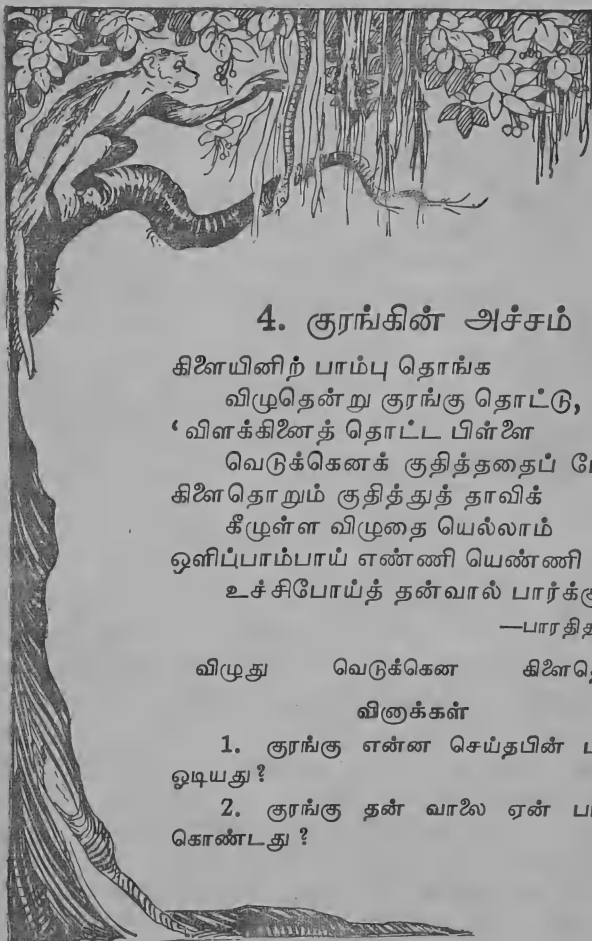 4. குரங்கின் அச்சம்
கிளையினிற் பாம்பு தொங்க
விழுதென்று குரங்கு தொட்டு,
‘விளக்கினைத் தொட்ட பிள்ளை
வெடுக்கெனக் குதித்ததைப்
கிளைதொறும் குதித்துத் தாவிக்
கீழுள்ள விழுதை யெல்லாம்
ஒளிப்பாம்பாய் எண்ணி யெண்ணி
உச்சிபோய்த் தன்வால்
விழுது வெடுக்கென
வினாக்கள்
1. குரங்கு என்ன செய்தபின்
ஓடியது?
2. குரங்கு தன் வாலை ஏன்
கொண்டது?